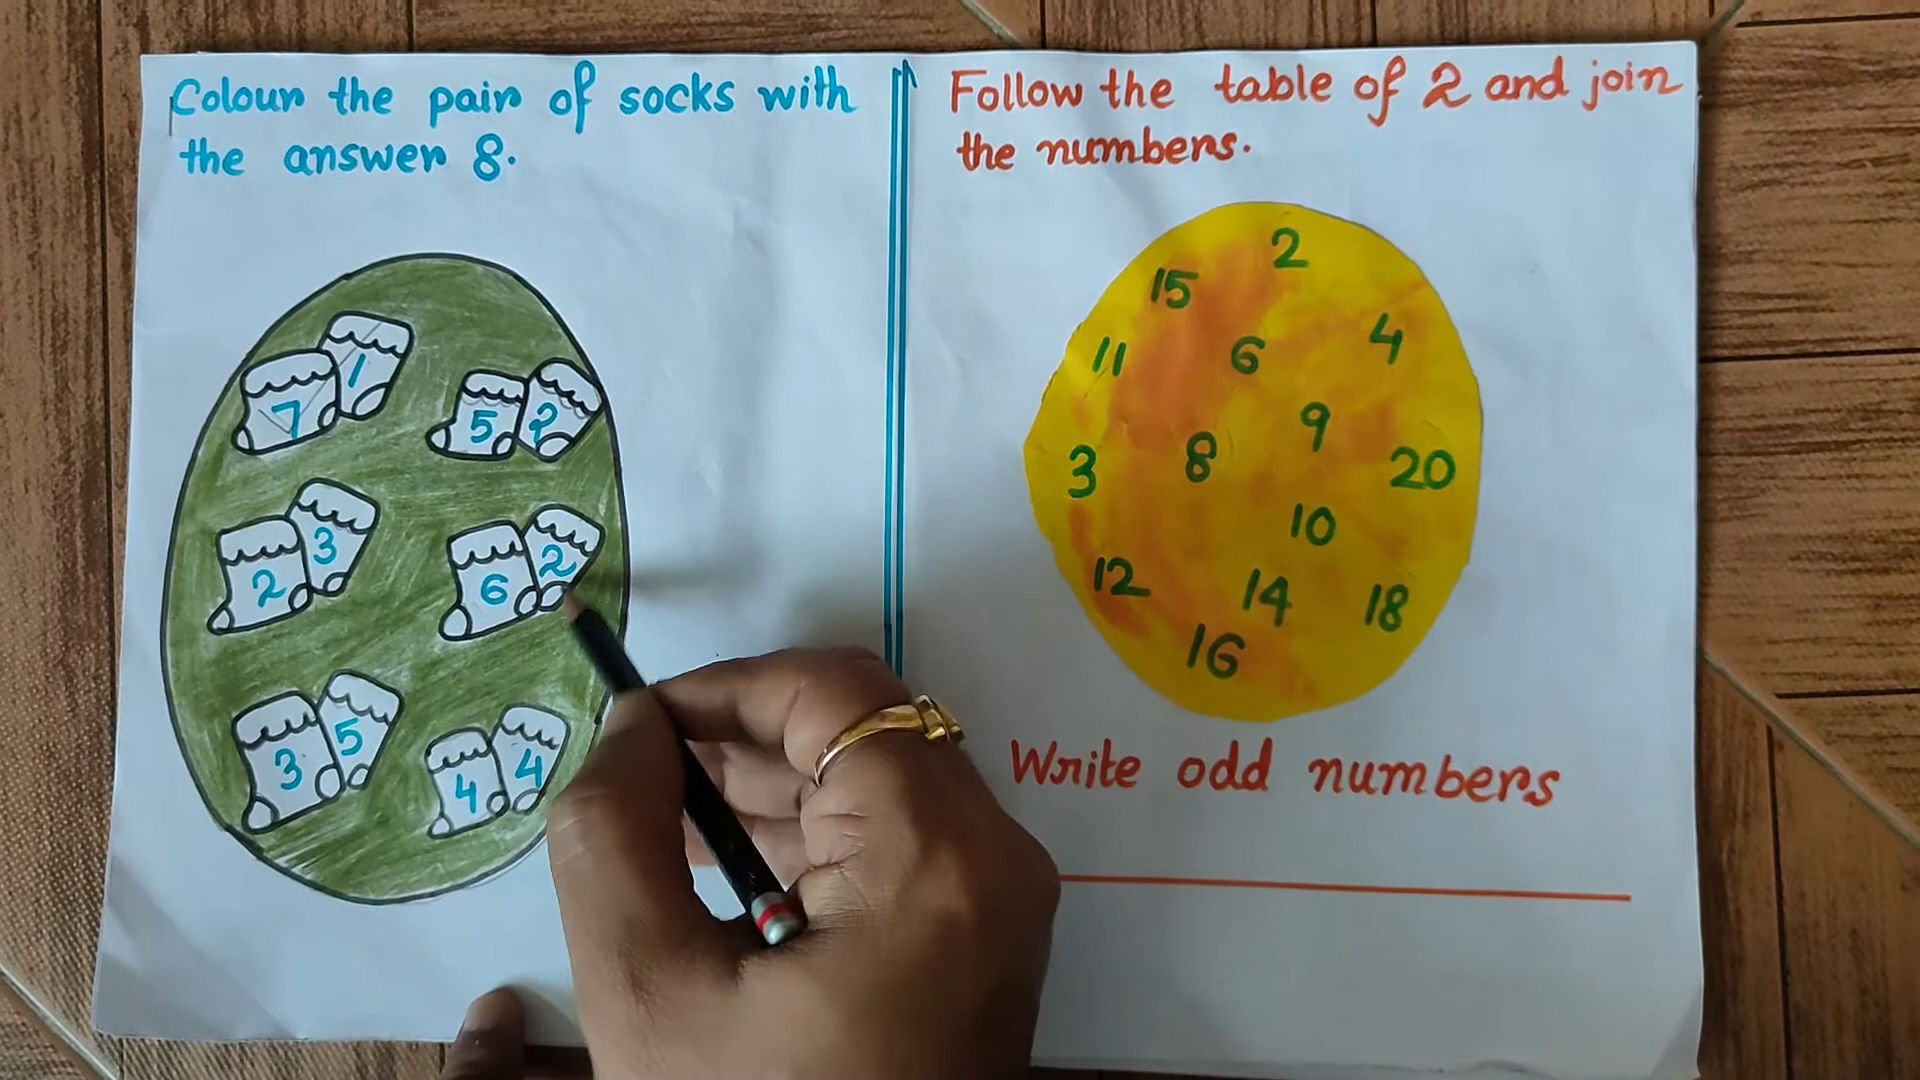 Colour the pair of socks with
the answer 8.
7 1
5 2
2 3
6 2
3 5
4 4
Follow the table of 2 and join
the numbers.
2
15
11 6 4
9
3 8 20
10
12 14 18
16
Write odd numbers